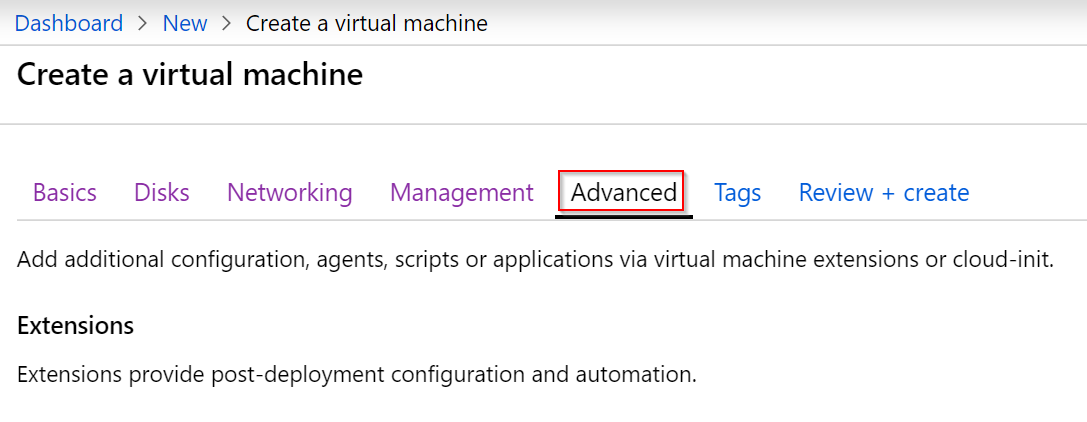 Dashboard > New > Create a virtual machine
Create a virtual machine
Basics Disks Networking Management Advanced Tags Review + create
Add additional configuration, agents, scripts or applications via virtual machine extensions or cloud-init.
Extensions
Extensions provide post-deployment configuration and automation.